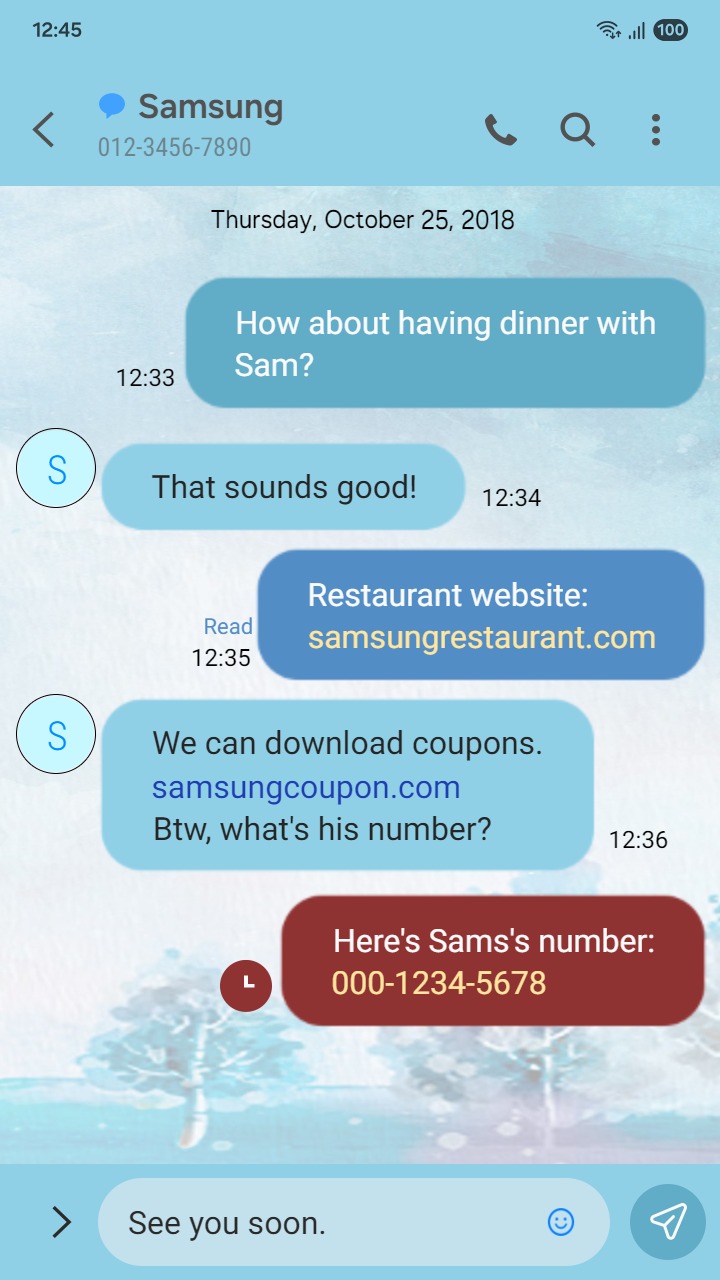 12:45
100
Samsung
012-3456-7890
Thursday, October 25, 2018
How about having dinner with
Sam?
12:33
S
That sounds good!
12:34
Restaurant website:
samsungrestaurant.com
Read
12:35
S
We can download coupons.
samsungcoupon.com
Btw, what's his number?
12:36
Here's Sams's number:
000-1234-5678
See you soon.